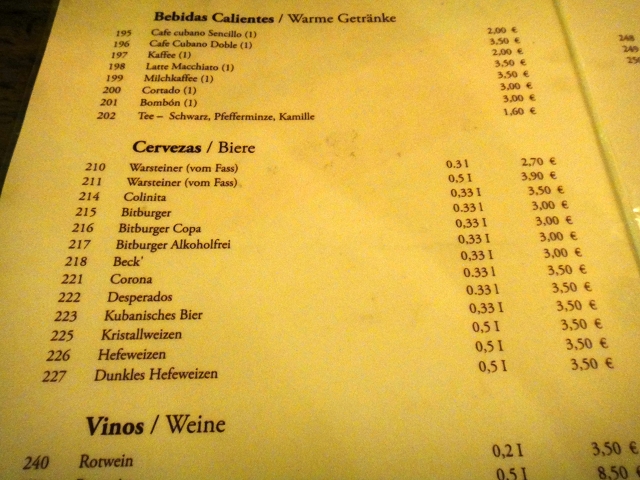 Bebidas Calientes / Warme Getränke
195 Cafe cubano Sencillo (1) 2,00 €
196 Cafe Cubano Doble (1) 3,50 €
197 Kaffee (1) 2,00 €
198 Latte Macchiato (1) 3,50 €
199 Milchkaffee (1) 3,50 €
200 Cortado (1) 3,00 €
201 Bombón (1) 3,00 €
202 Tee – Schwarz, Pfefferminze, Kamille 1,60 €
Cervezas / Biere
210 Warsteiner (vom Fass) 0.3 l 2,70 €
211 Warsteiner (vom Fass) 0,5 l 3,90 €
214 Colinita 0,33 l 3,50 €
215 Bitburger 0.33 l 3,00 €
216 Bitburger Copa 0,33 l 3,00 €
217 Bitburger Alkoholfrei 0,33 l 3,00 €
218 Beck' 0,33 l 3,00 €
221 Corona 0.33 l 3,50 €
222 Desperados 0.33 l 3,50 €
223 Kubanisches Bier 0,33 l 3,50 €
225 Kristallweizen 0,5 l 3,50 €
226 Hefeweizen 0,5 l 3,50 €
227 Dunkles Hefeweizen 0,5 l 3,50 €
Vinos / Weine
240 Rotwein 0,2 l 3,50 €
0,5 l 8,50 €
248
249